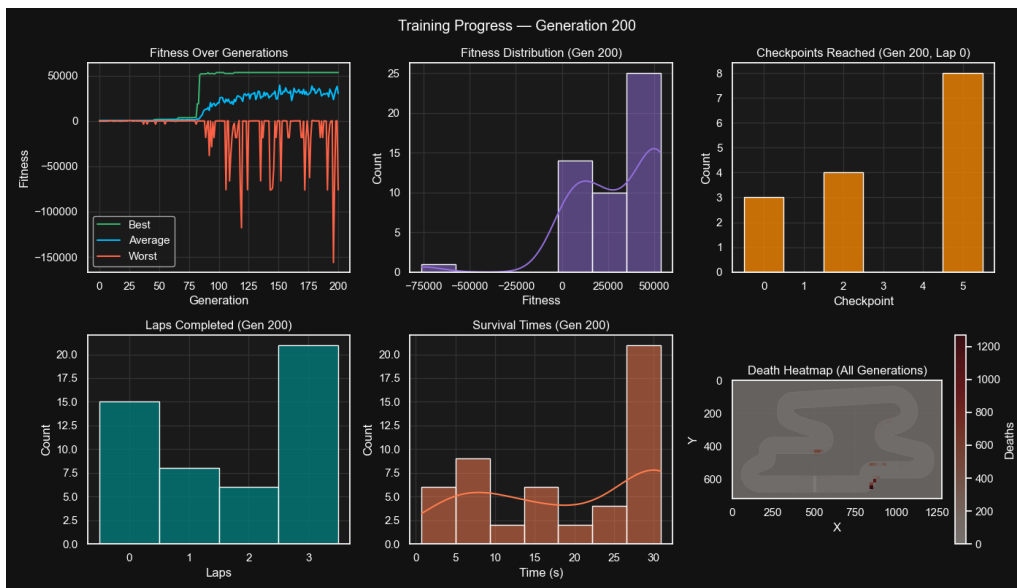 Training Progress — Generation 200
Fitness Over Generations
Fitness
50000
0
−50000
−100000
−150000
Best
Average
Worst
0 25 50 75 100 125 150 175 200
Generation
Fitness Distribution (Gen 200)
Count
25
20
15
10
5
0
−75000 −50000 −25000 0 25000 50000
Fitness
Checkpoints Reached (Gen 200, Lap 0)
Count
8
7
6
5
4
3
2
1
0
0 1 2 3 4 5
Checkpoint
Laps Completed (Gen 200)
Count
20.0
17.5
15.0
12.5
10.0
7.5
5.0
2.5
0.0
0 1 2 3
Laps
Survival Times (Gen 200)
Count
20.0
17.5
15.0
12.5
10.0
7.5
5.0
2.5
0.0
0 5 10 15 20 25 30
Time (s)
Death Heatmap (All Generations)
Y
0
200
400
600
0 250 500 750 1000 1250
X
1200
1000
800
600
400
200
0
Deaths